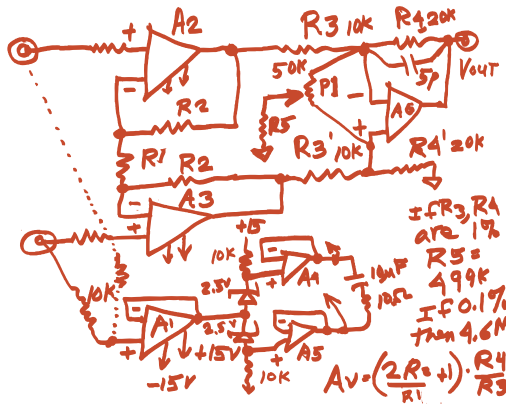 A2
R3 10K
R4 20K
+
-
50K
P1
5p
VOUT
R2
R5
-
+
A6
R1
R2
R3' 10K
R4' 20K
A3
-
+
+15
If R3, R4
are 1%
R5 =
499K
If 0.1%
then 4.6M
10K
A4
-
+
2.5V
10µF
10Ω
10K
A1
-
+
2.5V
+15V
-
+
A5
-15V
10K
Av = (2R2/R1 + 1) · R4/R3